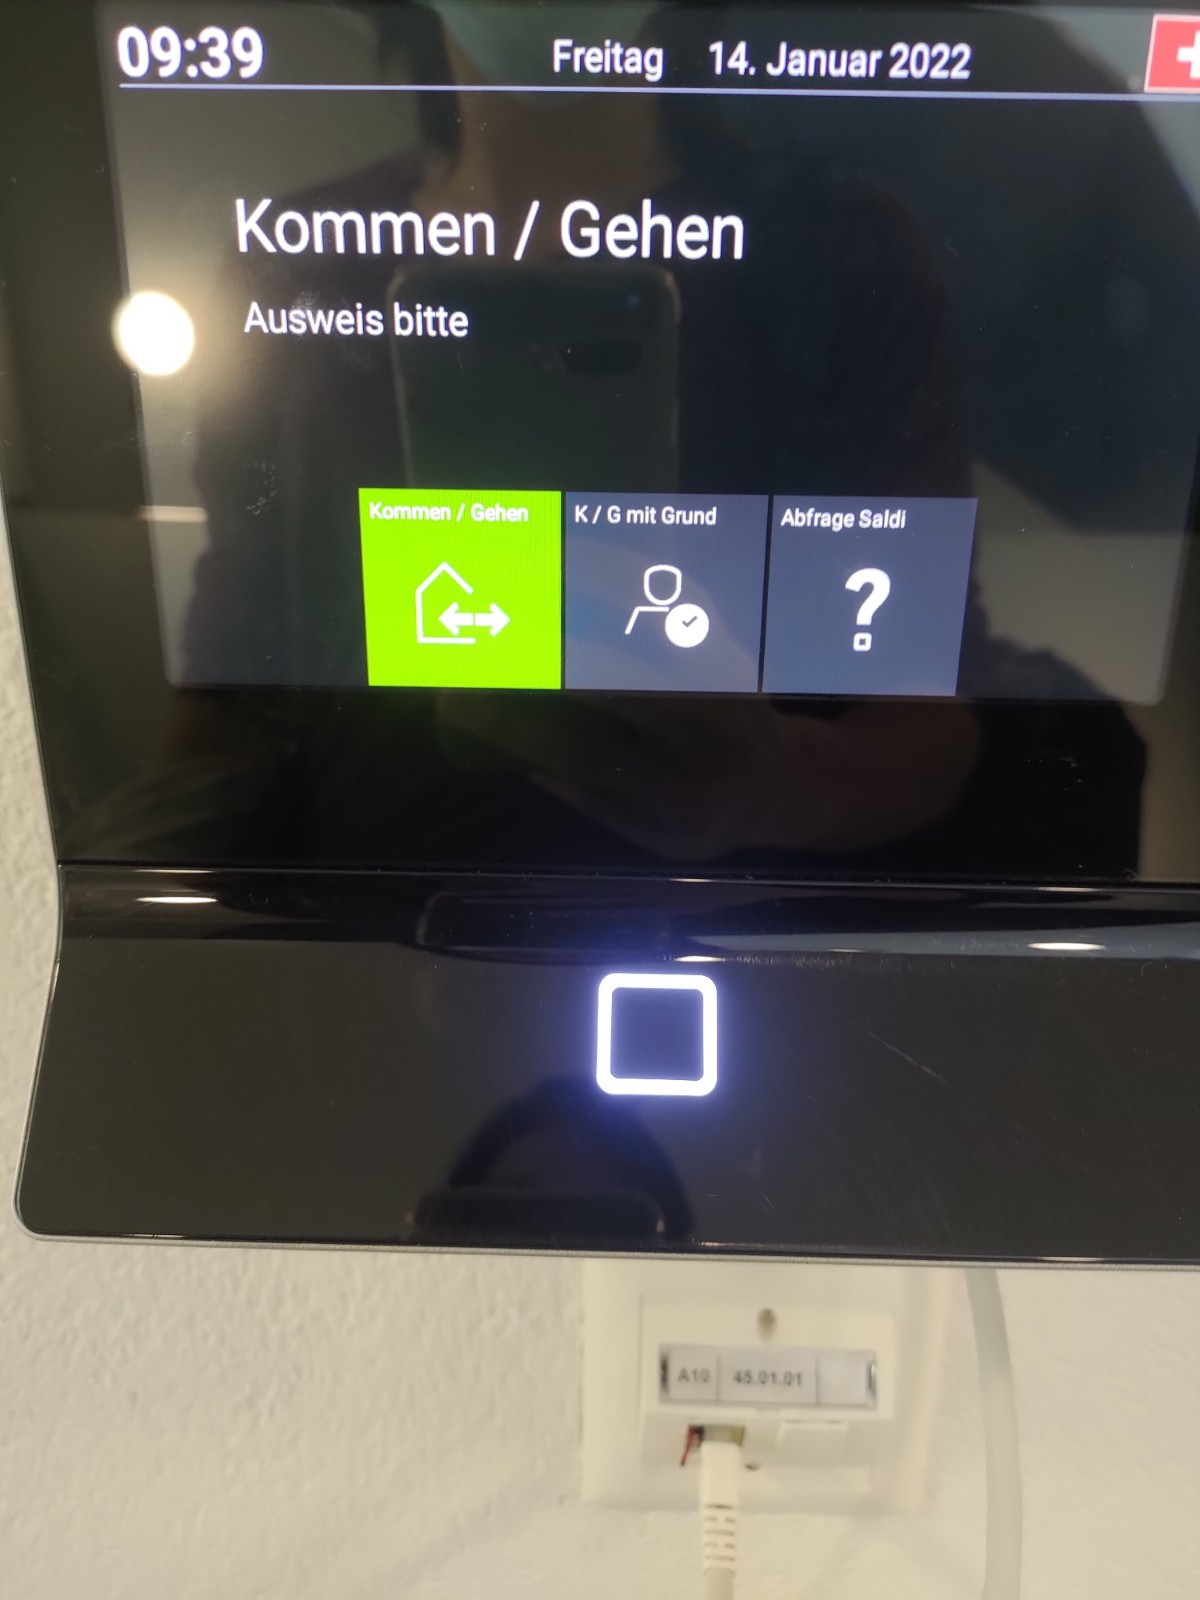 09:39 Freitag 14. Januar 2022
Kommen / Gehen
Ausweis bitte
Kommen / Gehen
K / G mit Grund
Abfrage Saldi
?
A10 45.01.01